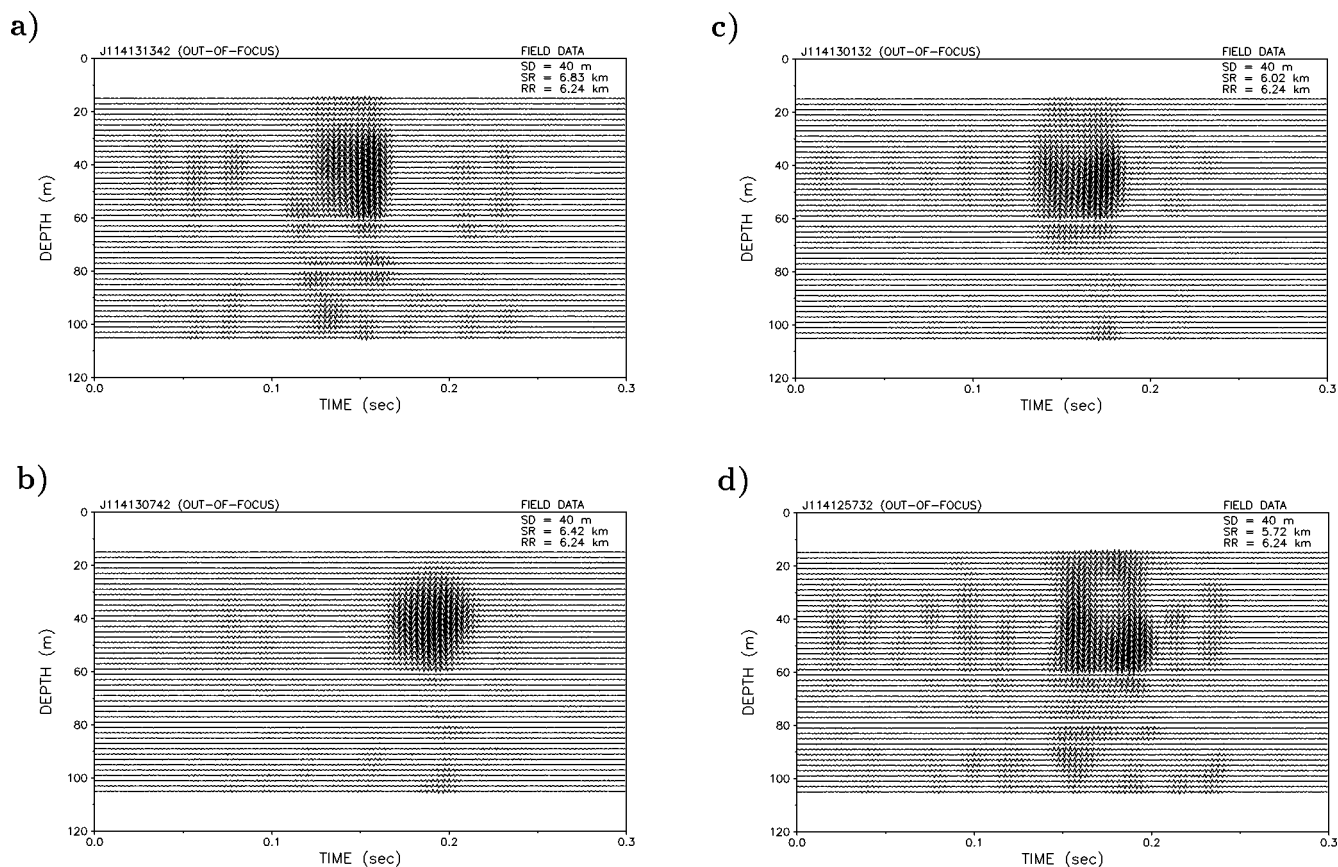 a)
J114131342 (OUT-OF-FOCUS) FIELD DATA
SD = 40 m
SR = 6.83 km
RR = 6.24 km
0
20
40
60
80
100
120
DEPTH (m)
0.0 0.1 0.2 0.3
TIME (sec)
b)
J114130742 (OUT-OF-FOCUS) FIELD DATA
SD = 40 m
SR = 6.42 km
RR = 6.24 km
0
20
40
60
80
100
120
DEPTH (m)
0.0 0.1 0.2 0.3
TIME (sec)
c)
J114130132 (OUT-OF-FOCUS) FIELD DATA
SD = 40 m
SR = 6.02 km
RR = 6.24 km
0
20
40
60
80
100
120
DEPTH (m)
0.0 0.1 0.2 0.3
TIME (sec)
d)
J114125732 (OUT-OF-FOCUS) FIELD DATA
SD = 40 m
SR = 5.72 km
RR = 6.24 km
0
20
40
60
80
100
120
DEPTH (m)
0.0 0.1 0.2 0.3
TIME (sec)